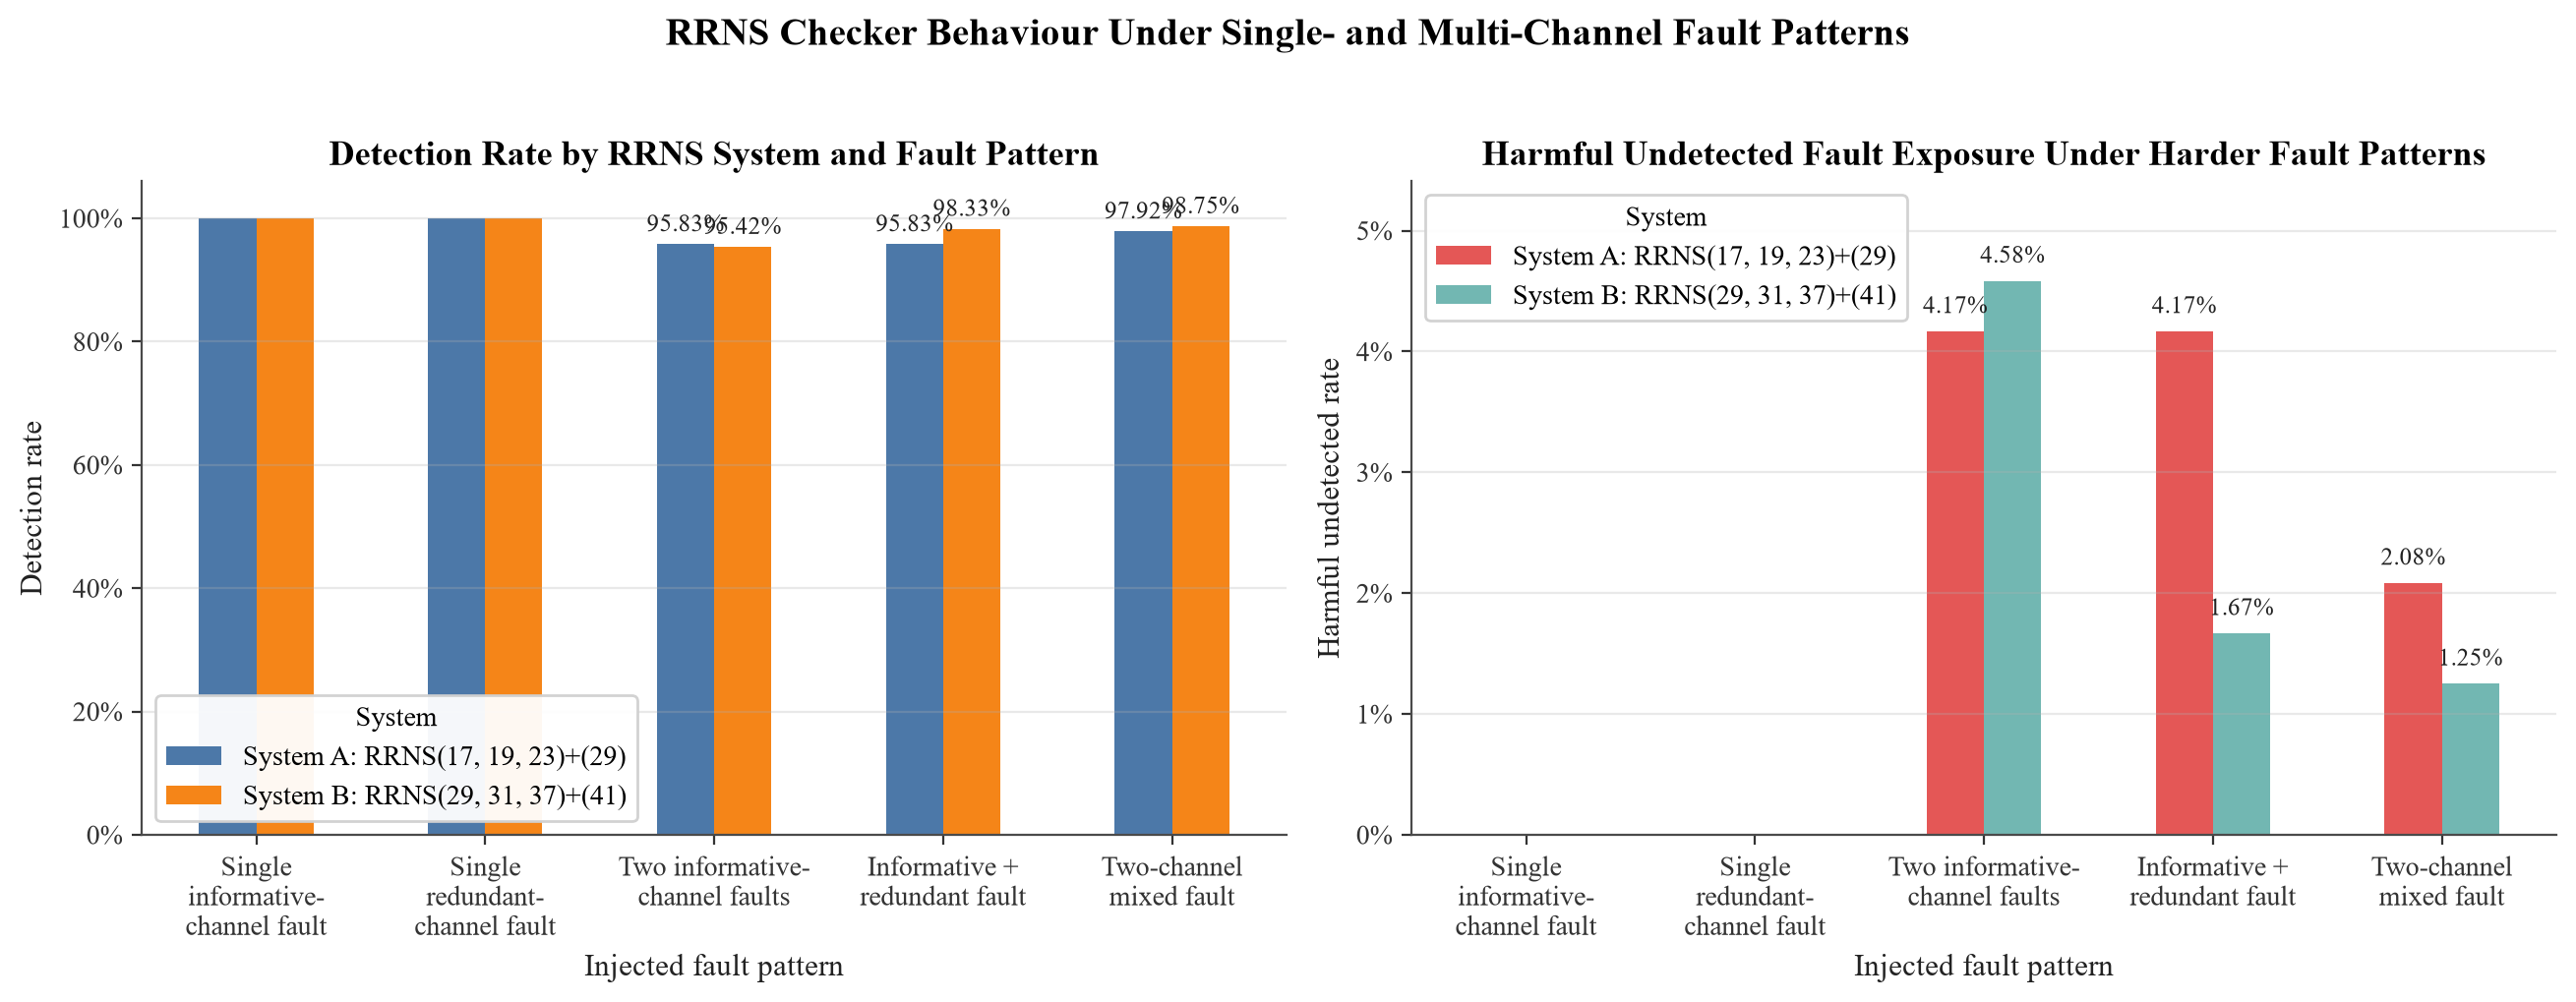 RRNS Checker Behaviour Under Single- and Multi-Channel Fault Patterns
Detection Rate by RRNS System and Fault Pattern
Detection rate
100%
80%
60%
40%
20%
0%
95.83%
95.42%
95.83%
98.33%
97.92%
98.75%
System
System A: RRNS(17, 19, 23)+(29)
System B: RRNS(29, 31, 37)+(41)
Single
informative-
channel fault
Single
redundant-
channel fault
Two informative-
channel faults
Informative +
redundant fault
Two-channel
mixed fault
Injected fault pattern
Harmful Undetected Fault Exposure Under Harder Fault Patterns
Harmful undetected rate
5%
4%
3%
2%
1%
0%
System
System A: RRNS(17, 19, 23)+(29)
System B: RRNS(29, 31, 37)+(41)
4.17%
4.58%
4.17%
1.67%
2.08%
1.25%
Single
informative-
channel fault
Single
redundant-
channel fault
Two informative-
channel faults
Informative +
redundant fault
Two-channel
mixed fault
Injected fault pattern